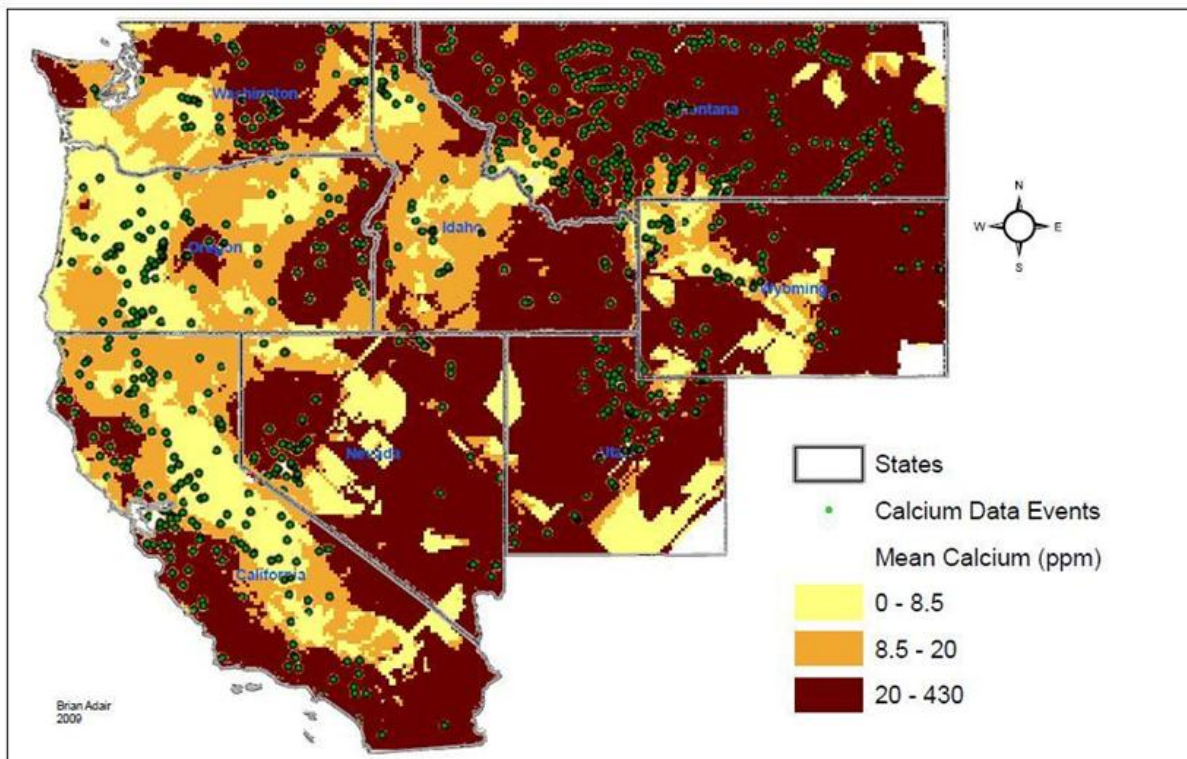 Washington
Montana
Oregon
Idaho
Wyoming
Nevada
Utah
California
N
W
E
S
States
Calcium Data Events
Mean Calcium (ppm)
0 - 8.5
8.5 - 20
20 - 430
Brian Adair
2009